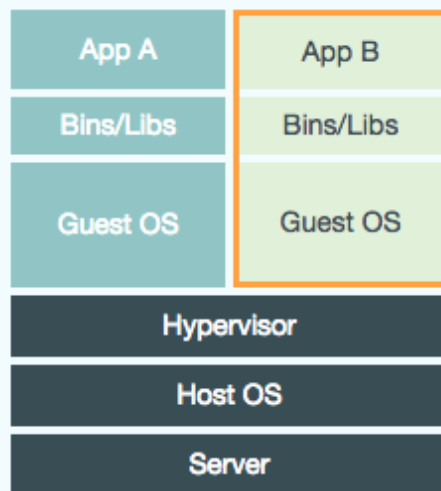 App A
App B
Bins/Libs
Bins/Libs
Guest OS
Guest OS
Hypervisor
Host OS
Server